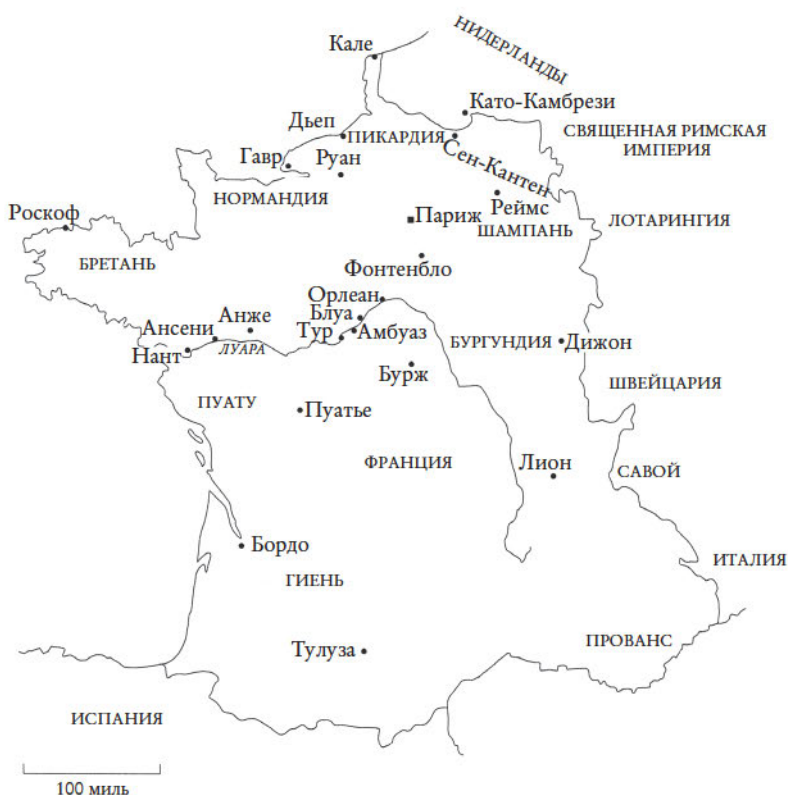 Кале
НИДЕРЛАНДЫ
Като-Камбрези
Дьеп
ПИКАРДИЯ
СВЯЩЕННАЯ РИМСКАЯ
ИМПЕРИЯ
Гавр
Руан
Сен-Кантен
НОРМАНДИЯ
Реймс
Роскоф
Париж
ШАМПАНЬ
ЛОТАРИНГИЯ
БРЕТАНЬ
Фонтенбло
Орлеан
Блуа
Анже
Ансени
Тур
Амбуаз
БУРГУНДИЯ
Дижон
Нант
ЛУАРА
Бурж
ШВЕЙЦАРИЯ
ПУАТУ
Пуатье
ФРАНЦИЯ
Лион
САВОЙ
Бордо
ИТАЛИЯ
ГИЕНЬ
ПРОВАНС
Тулуза
ИСПАНИЯ
100 миль